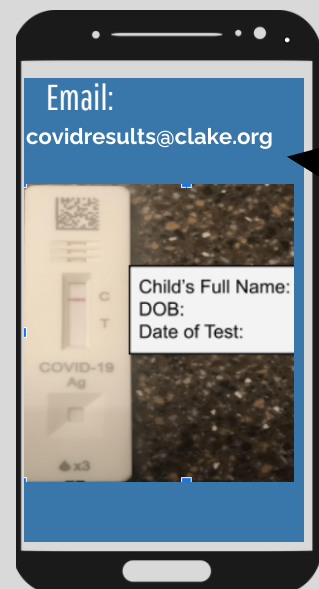 Email:
covidresults@clake.org
Child's Full Name:
DOB:
Date of Test:
C
T
COVID-19
Ag
x3